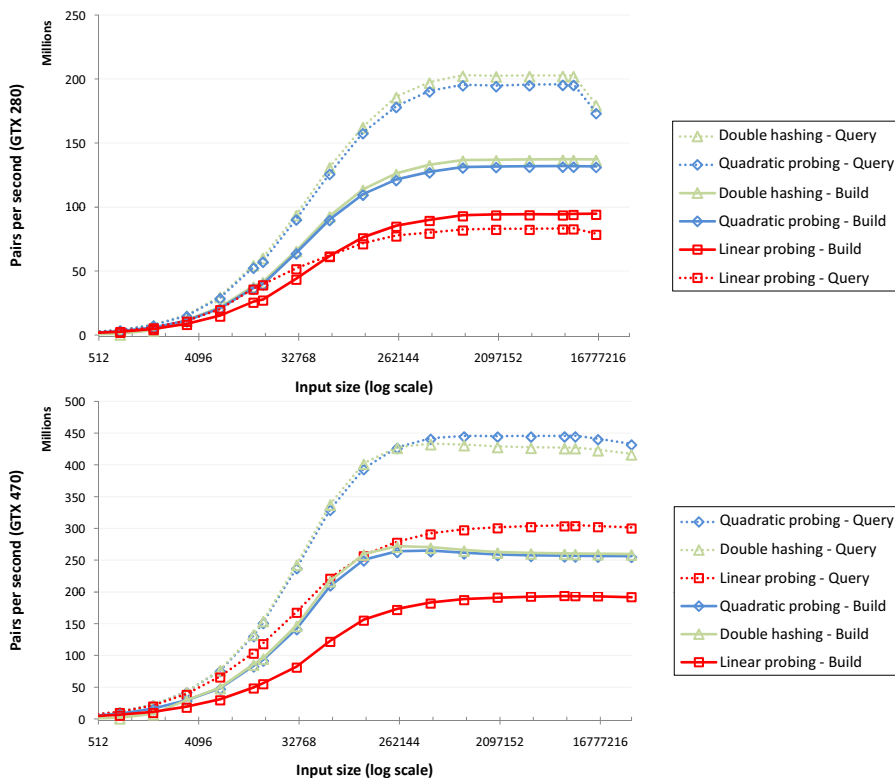 Millions
Pairs per second (GTX 280)
250
200
150
100
50
0
512
4096
32768
262144
2097152
16777216
Input size (log scale)
Double hashing - Query
Quadratic probing - Query
Double hashing - Build
Quadratic probing - Build
Linear probing - Build
Linear probing - Query
Millions
Pairs per second (GTX 470)
500
450
400
350
300
250
200
150
100
50
0
512
4096
32768
262144
2097152
16777216
Input size (log scale)
Quadratic probing - Query
Double hashing - Query
Linear probing - Query
Quadratic probing - Build
Double hashing - Build
Linear probing - Build